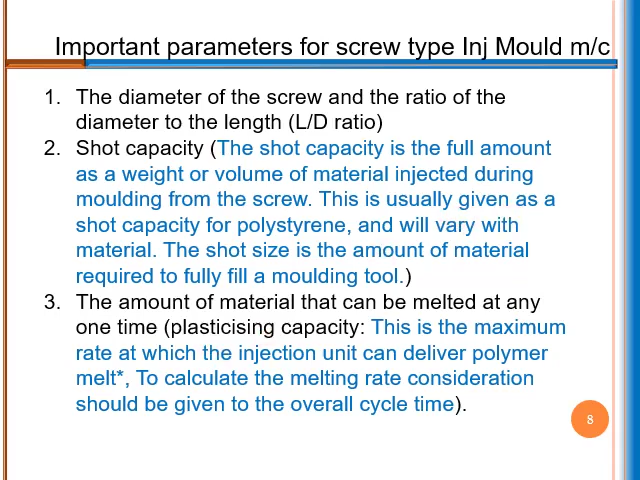 Important parameters for screw type Inj Mould m/c
1. The diameter of the screw and the ratio of the
diameter to the length (L/D ratio)
2. Shot capacity (The shot capacity is the full amount
as a weight or volume of material injected during
moulding from the screw. This is usually given as a
shot capacity for polystyrene, and will vary with
material. The shot size is the amount of material
required to fully fill a moulding tool.)
3. The amount of material that can be melted at any
one time (plasticising capacity: This is the maximum
rate at which the injection unit can deliver polymer
melt*, To calculate the melting rate consideration
should be given to the overall cycle time).
8